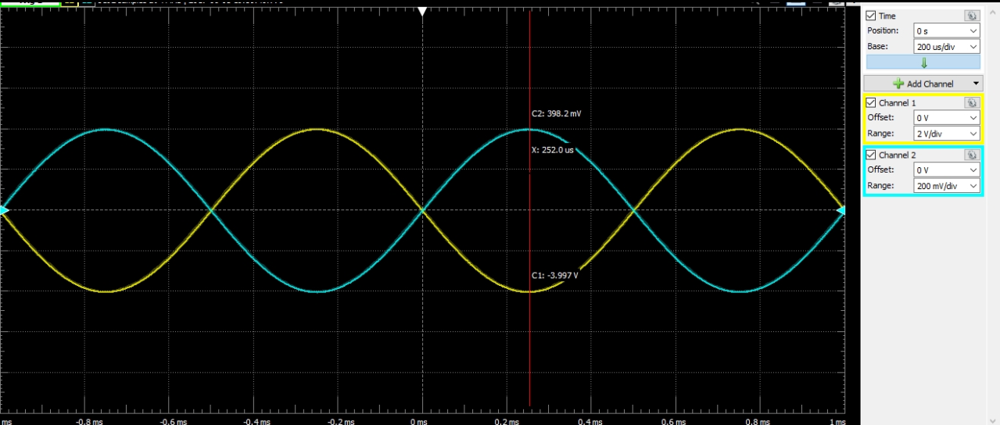 Time
Position: 0 s
Base: 200 us/div
Add Channel
Channel 1
Offset: 0 V
Range: 2 V/div
Channel 2
Offset: 0 V
Range: 200 mV/div
C2: 398.2 mV
X: 252.0 us
C1: -3.997 V
ms -0.8 ms -0.6 ms -0.4 ms -0.2 ms 0 ms 0.2 ms 0.4 ms 0.6 ms 0.8 ms 1 ms